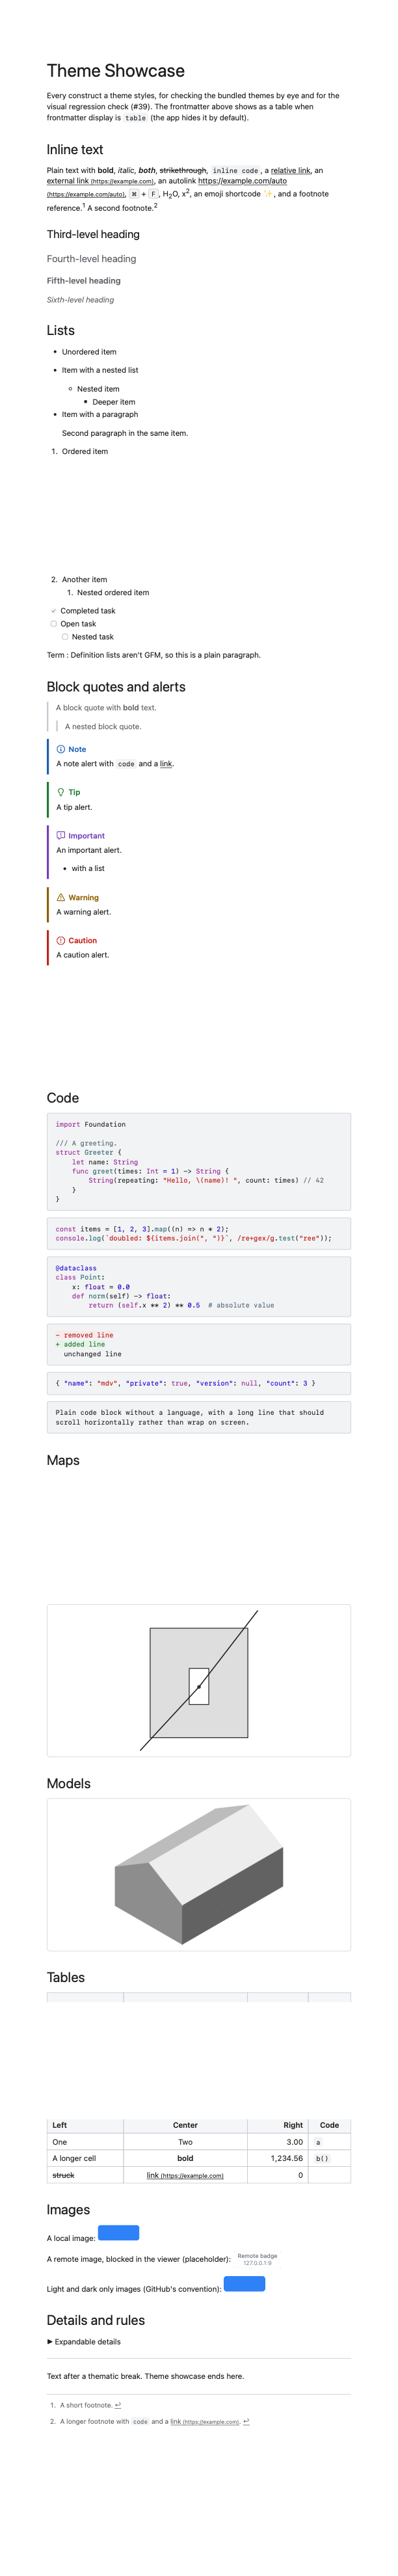 Theme Showcase
Every construct a theme styles, for checking the bundled themes by eye and for the
visual regression check (#39). The frontmatter above shows as a table when
frontmatter display is table (the app hides it by default).
Inline text
Plain text with bold, italic, both, strikethrough, inline code , a relative link, an
external link (https://example.com), an autolink https://example.com/auto
(https://example.com/auto), ⌘ + F, H2O, x2, an emoji shortcode ✨, and a footnote
reference.1 A second footnote.2
Third-level heading
Fourth-level heading
Fifth-level heading
Sixth-level heading
Lists
• Unordered item
• Item with a nested list
◦ Nested item
▪ Deeper item
• Item with a paragraph
Second paragraph in the same item.
1. Ordered item
2. Another item
1. Nested ordered item
Completed task
Open task
Nested task
Term : Definition lists aren't GFM, so this is a plain paragraph.
Block quotes and alerts
A block quote with bold text.
A nested block quote.
Note
A note alert with code and a link.
Tip
A tip alert.
Important
An important alert.
• with a list
Warning
A warning alert.
Caution
A caution alert.
Code
import Foundation
/// A greeting.
struct Greeter {
let name: String
func greet(times: Int = 1) -> String {
String(repeating: "Hello, \(name)! ", count: times) // 42
}
}
const items = [1, 2, 3].map((n) => n * 2);
console.log(`doubled: ${items.join(", ")}`, /re+gex/g.test("ree"));
@dataclass
class Point:
x: float = 0.0
def norm(self) -> float:
return (self.x ** 2) ** 0.5 # absolute value
- removed line
+ added line
unchanged line
{ "name": "mdv", "private": true, "version": null, "count": 3 }
Plain code block without a language, with a long line that should
scroll horizontally rather than wrap on screen.
Maps
Models
Tables
Left Center Right Code
One Two 3.00 a
A longer cell bold 1,234.56 b()
struck link (https://example.com) 0
Images
A local image:
A remote image, blocked in the viewer (placeholder): Remote badge
127.0.0.1:9
Light and dark only images (GitHub's convention):
Details and rules
▶ Expandable details
Text after a thematic break. Theme showcase ends here.
1. A short footnote. ↩
2. A longer footnote with code and a link (https://example.com). ↩